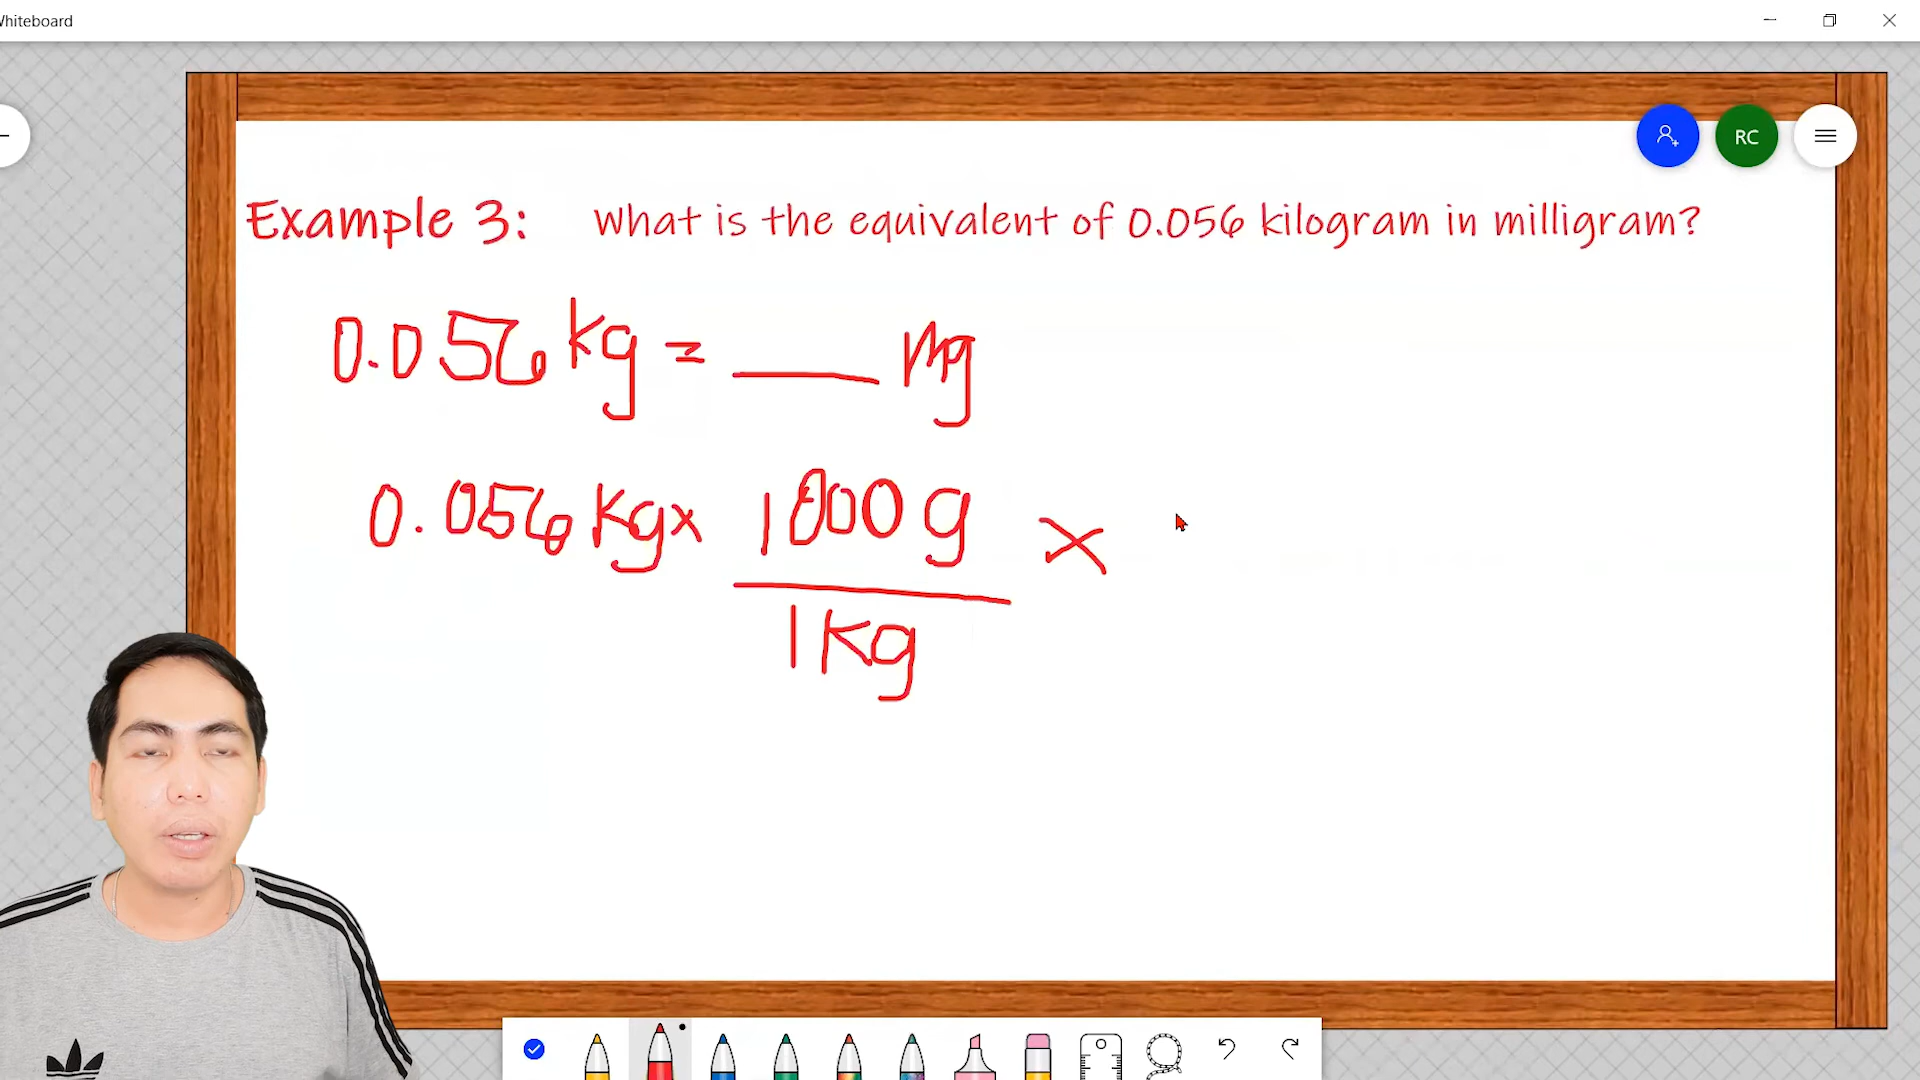 Whiteboard
RC
Example 3: What is the equivalent of 0.056 kilogram in milligram?
0.056 kg = ___ mg
0.056 kg x 1000 g x
1 kg